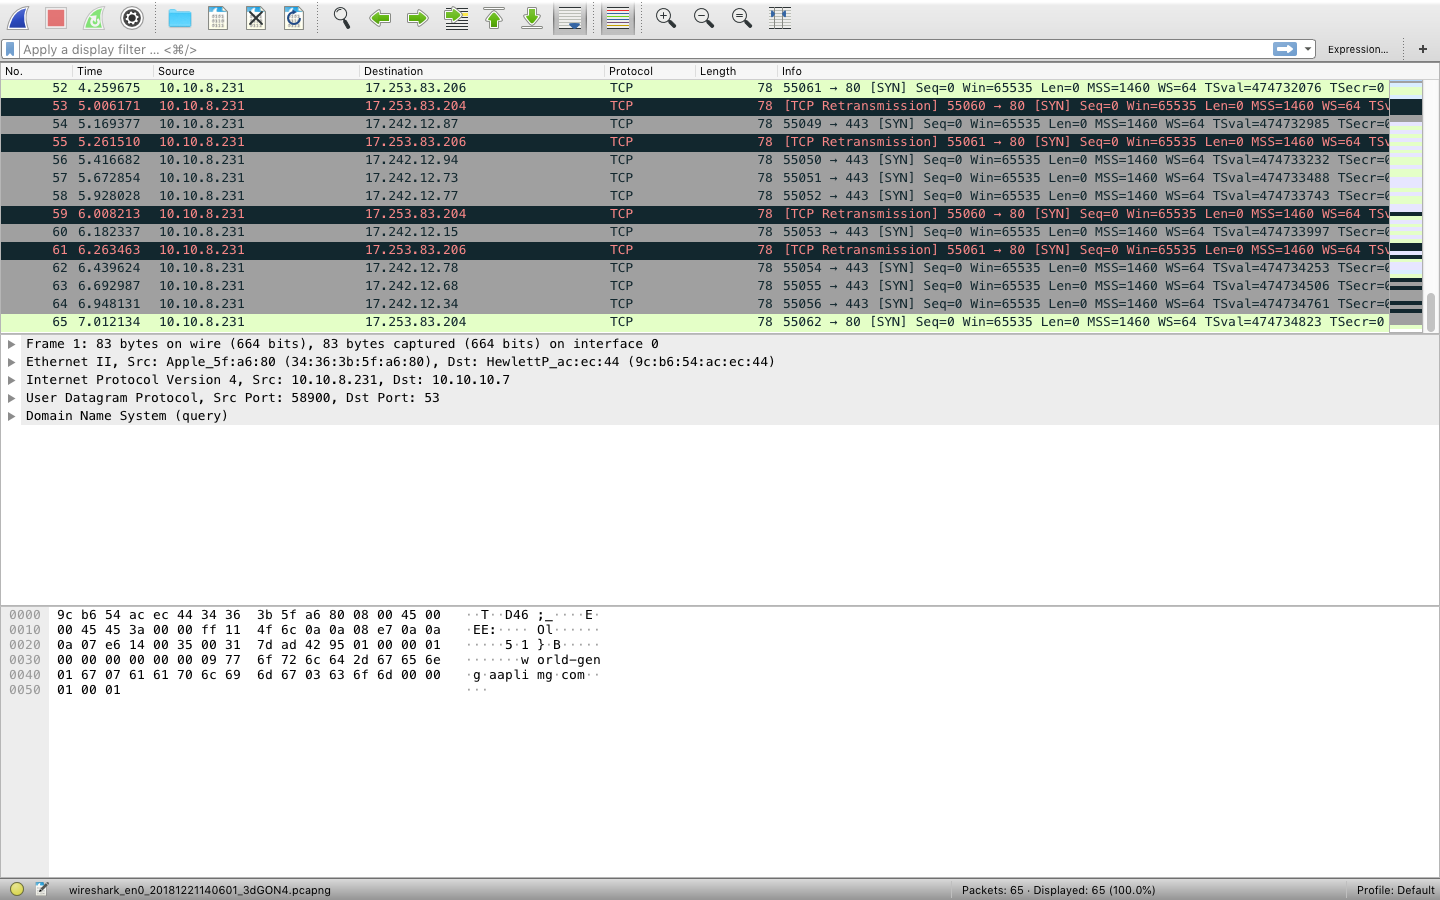 Apply a display filter ... <⌘/>
Expression...
+
No. Time Source Destination Protocol Length Info
52 4.259675 10.10.8.231 17.253.83.206 TCP 78 55061 → 80 [SYN] Seq=0 Win=65535 Len=0 MSS=1460 WS=64 TSval=474732076 TSecr=0
53 5.006171 10.10.8.231 17.253.83.204 TCP 78 [TCP Retransmission] 55060 → 80 [SYN] Seq=0 Win=65535 Len=0 MSS=1460 WS=64 TSv
54 5.169377 10.10.8.231 17.242.12.87 TCP 78 55049 → 443 [SYN] Seq=0 Win=65535 Len=0 MSS=1460 WS=64 TSval=474732985 TSecr=0
55 5.261510 10.10.8.231 17.253.83.206 TCP 78 [TCP Retransmission] 55061 → 80 [SYN] Seq=0 Win=65535 Len=0 MSS=1460 WS=64 TSv
56 5.416682 10.10.8.231 17.242.12.94 TCP 78 55050 → 443 [SYN] Seq=0 Win=65535 Len=0 MSS=1460 WS=64 TSval=474733232 TSecr=0
57 5.672854 10.10.8.231 17.242.12.73 TCP 78 55051 → 443 [SYN] Seq=0 Win=65535 Len=0 MSS=1460 WS=64 TSval=474733488 TSecr=0
58 5.928028 10.10.8.231 17.242.12.77 TCP 78 55052 → 443 [SYN] Seq=0 Win=65535 Len=0 MSS=1460 WS=64 TSval=474733743 TSecr=0
59 6.008213 10.10.8.231 17.253.83.204 TCP 78 [TCP Retransmission] 55060 → 80 [SYN] Seq=0 Win=65535 Len=0 MSS=1460 WS=64 TSv
60 6.182337 10.10.8.231 17.242.12.15 TCP 78 55053 → 443 [SYN] Seq=0 Win=65535 Len=0 MSS=1460 WS=64 TSval=474733997 TSecr=0
61 6.263463 10.10.8.231 17.253.83.206 TCP 78 [TCP Retransmission] 55061 → 80 [SYN] Seq=0 Win=65535 Len=0 MSS=1460 WS=64 TSv
62 6.439624 10.10.8.231 17.242.12.78 TCP 78 55054 → 443 [SYN] Seq=0 Win=65535 Len=0 MSS=1460 WS=64 TSval=474734253 TSecr=0
63 6.692987 10.10.8.231 17.242.12.68 TCP 78 55055 → 443 [SYN] Seq=0 Win=65535 Len=0 MSS=1460 WS=64 TSval=474734506 TSecr=0
64 6.948131 10.10.8.231 17.242.12.34 TCP 78 55056 → 443 [SYN] Seq=0 Win=65535 Len=0 MSS=1460 WS=64 TSval=474734761 TSecr=0
65 7.012134 10.10.8.231 17.253.83.204 TCP 78 55062 → 80 [SYN] Seq=0 Win=65535 Len=0 MSS=1460 WS=64 TSval=474734823 TSecr=0
Frame 1: 83 bytes on wire (664 bits), 83 bytes captured (664 bits) on interface 0
Ethernet II, Src: Apple_5f:a6:80 (34:36:3b:5f:a6:80), Dst: HewlettP_ac:ec:44 (9c:b6:54:ac:ec:44)
Internet Protocol Version 4, Src: 10.10.8.231, Dst: 10.10.10.7
User Datagram Protocol, Src Port: 58900, Dst Port: 53
Domain Name System (query)
0000 9c b6 54 ac ec 44 34 36 3b 5f a6 80 08 00 45 00 ··T··D46 ;_····E·
0010 00 45 45 3a 00 00 ff 11 4f 6c 0a 0a 08 e7 0a 0a ·EE:···· Ol······
0020 0a 07 e6 14 00 35 00 31 7d ad 42 95 01 00 00 01 ·····5·1 }·B·····
0030 00 00 00 00 00 00 09 77 6f 72 6c 64 2d 67 65 6e ·······w orld-gen
0040 01 67 07 61 61 70 6c 69 6d 67 03 63 6f 6d 00 00 ·g·aapli mg·com··
0050 01 00 01 ···
wireshark_en0_20181221140601_3dGON4.pcapng
Packets: 65 · Displayed: 65 (100.0%)
Profile: Default